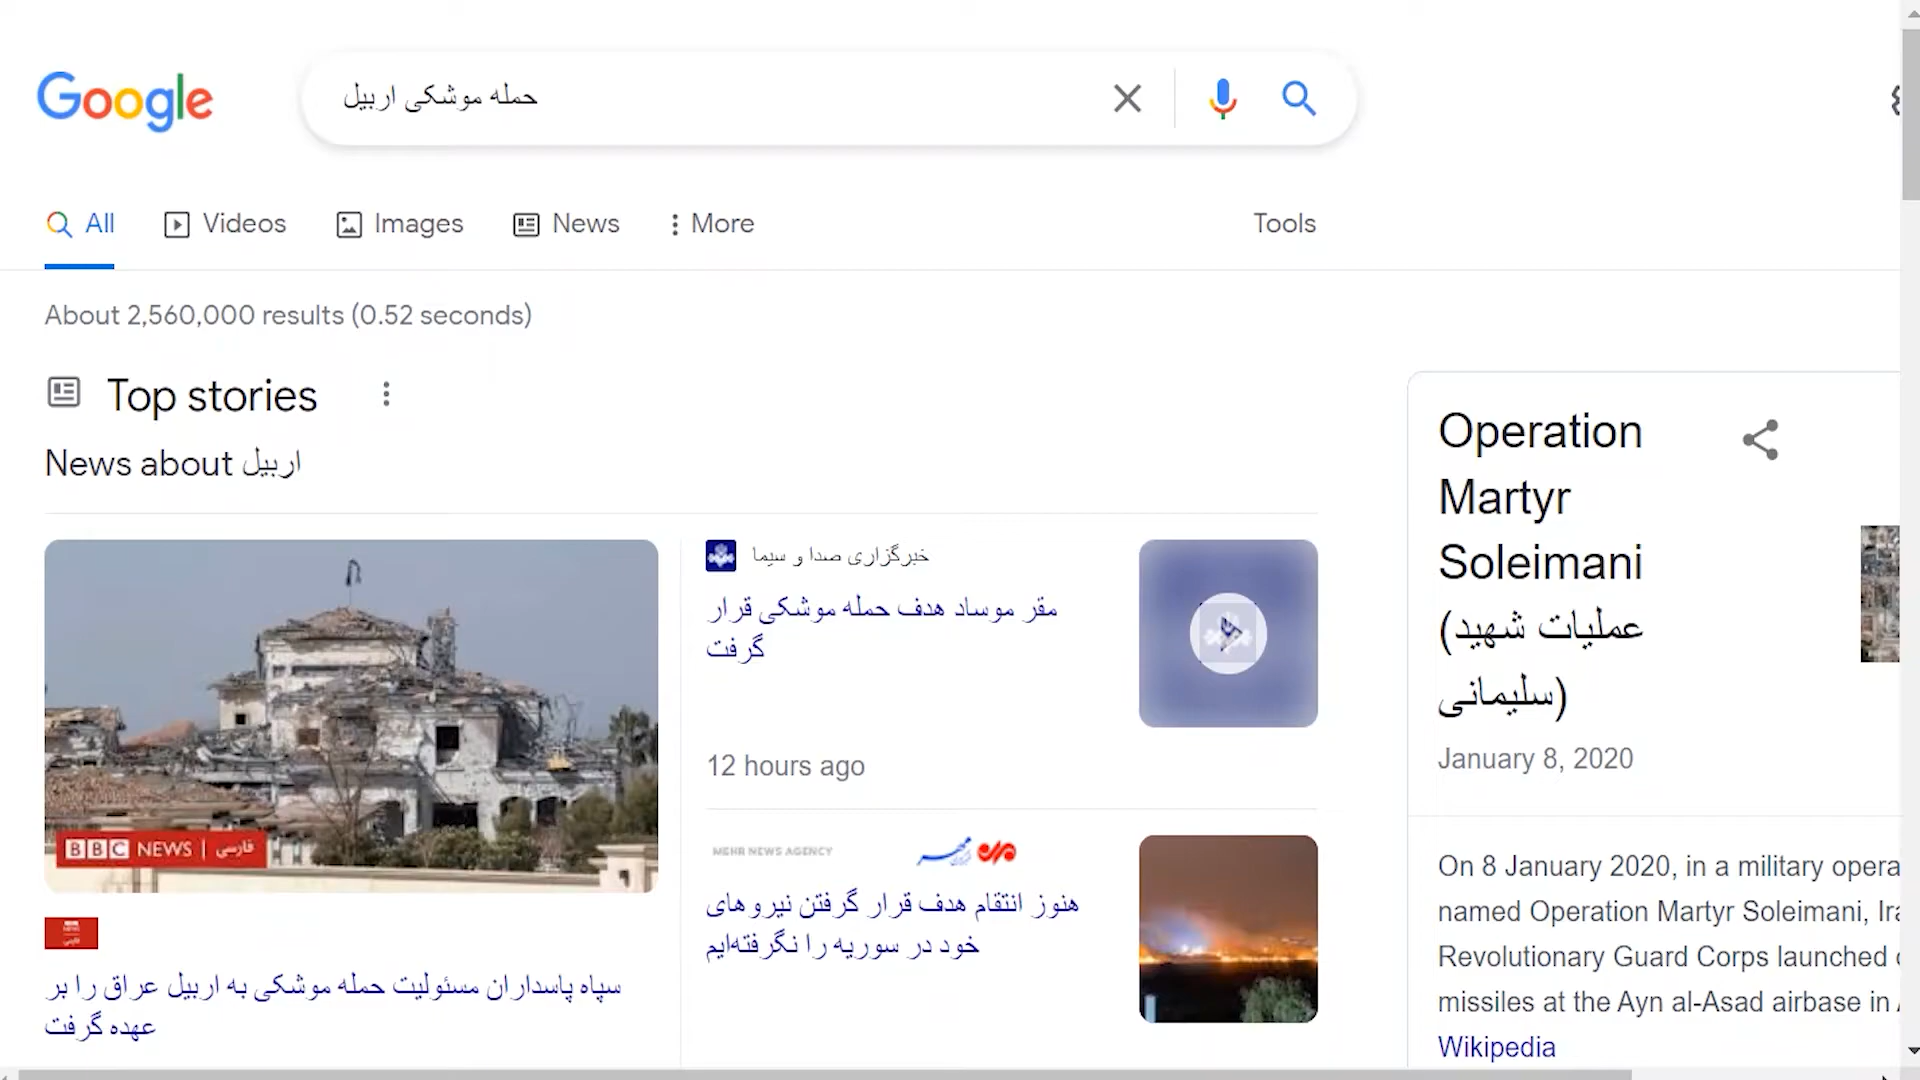 Google
حمله موشکی اربیل
All
Videos
Images
News
More
Tools
About 2,560,000 results (0.52 seconds)
Top stories
News about اربیل
BBC NEWS | فارسی
سپاه پاسداران مسئولیت حمله موشکی به اربیل عراق را بر
عهده گرفت
خبرگزاری صدا و سیما
مقر موساد هدف حمله موشکی قرار
گرفت
12 hours ago
MEHR NEWS AGENCY
مهر
هنوز انتقام هدف قرار گرفتن نیروهای
خود در سوریه را نگرفته‌ایم
Operation
Martyr
Soleimani
(عملیات شهید
سلیمانی)
January 8, 2020
On 8 January 2020, in a military opera
named Operation Martyr Soleimani, Ira
Revolutionary Guard Corps launched
missiles at the Ayn al-Asad airbase in
Wikipedia